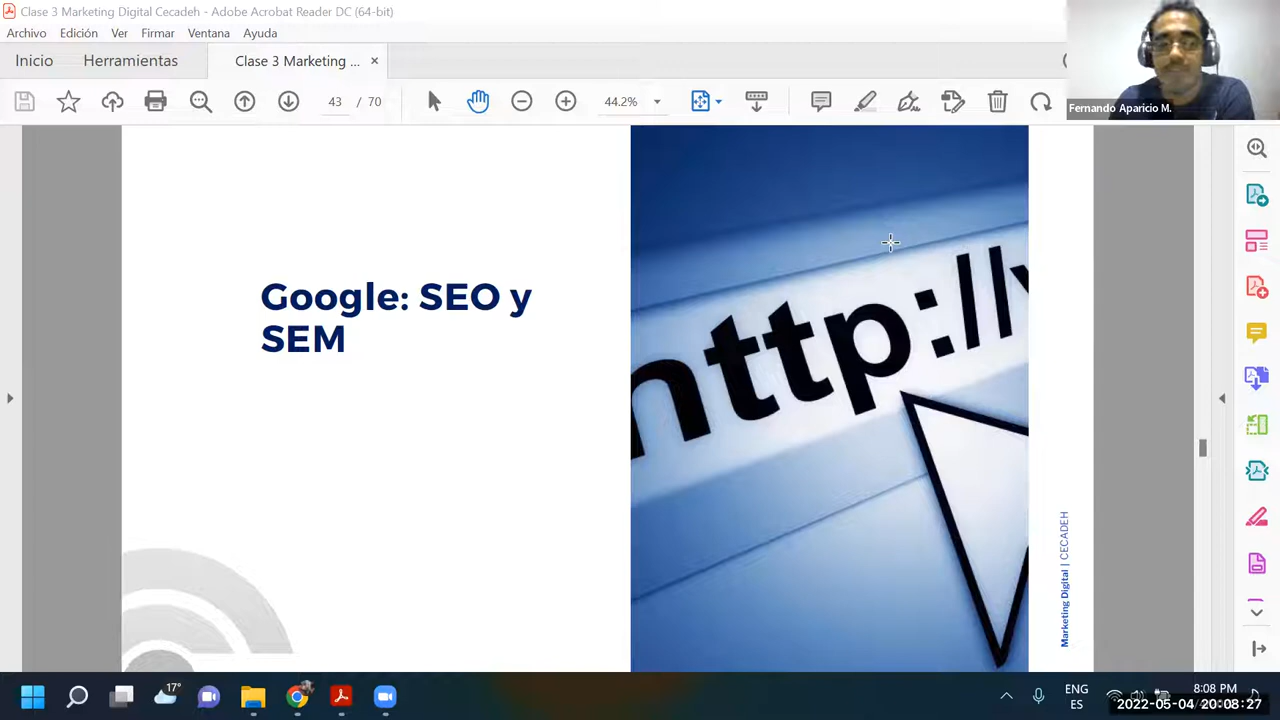 Clase 3 Marketing Digital Cecadeh - Adobe Acrobat Reader DC (64-bit)
Archivo Edición Ver Firmar Ventana Ayuda
Inicio Herramientas Clase 3 Marketing ... ×
43 / 70 44.2%
Fernando Aparicio M.
Google: SEO y
SEM
http://
Marketing Digital | CECADEH
17°
ENG
ES
8:08 PM
2022-05-04 20:08:27